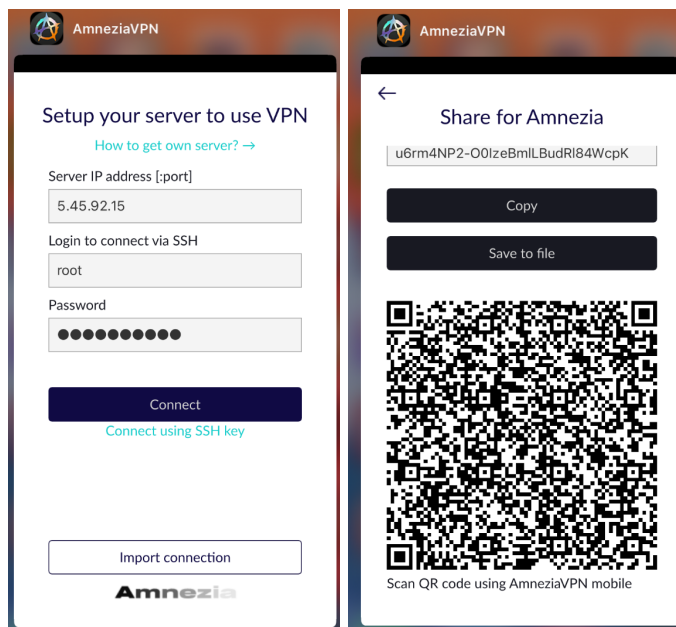 AmneziaVPN
Setup your server to use VPN
How to get own server? →
Server IP address [:port]
5.45.92.15
Login to connect via SSH
root
Password
●●●●●●●●●●
Connect
Connect using SSH key
Import connection
Amnezia
AmneziaVPN
←
Share for Amnezia
u6rm4NP2-O0IzeBmlLBudRl84WcpK
Copy
Save to file
Scan QR code using AmneziaVPN mobile